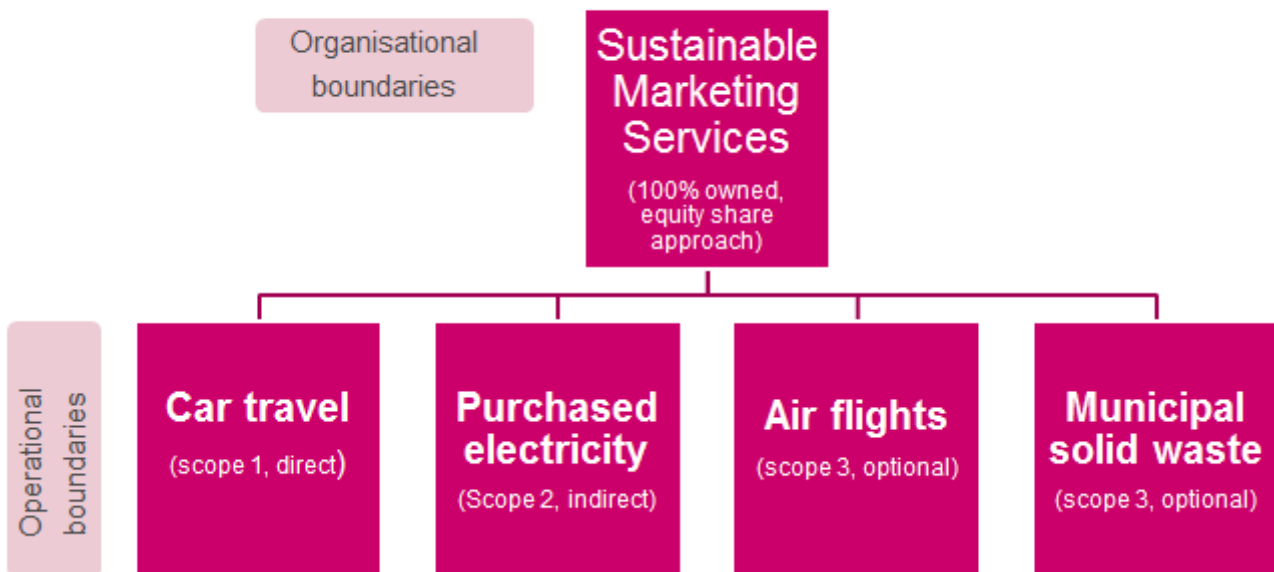 Organisational
boundaries
Sustainable
Marketing
Services
(100% owned,
equity share
approach)
Operational
boundaries
Car travel
(scope 1, direct)
Purchased
electricity
(Scope 2, indirect)
Air flights
(scope 3, optional)
Municipal
solid waste
(scope 3, optional)